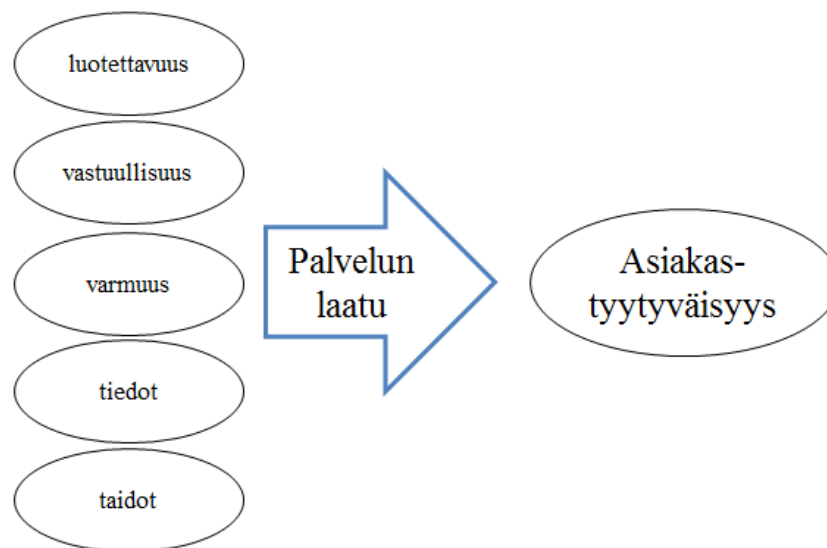 luotettavuus
vastuullisuus
varmuus
tiedot
taidot
Palvelun
laatu
Asiakas-
tyytyväisyys